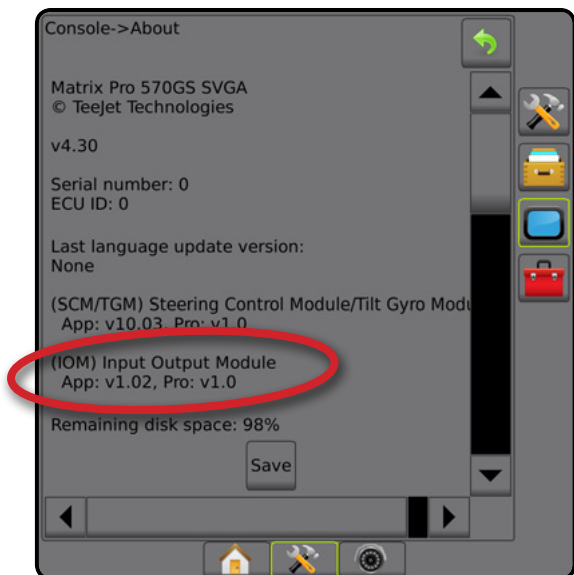 Console->About
Matrix Pro 570GS SVGA
© TeeJet Technologies
v4.30
Serial number: 0
ECU ID: 0
Last language update version:
None
(SCM/TGM) Steering Control Module/Tilt Gyro Modu
App: v10.03, Pro: v1.0
(IOM) Input Output Module
App: v1.02, Pro: v1.0
Remaining disk space: 98%
Save